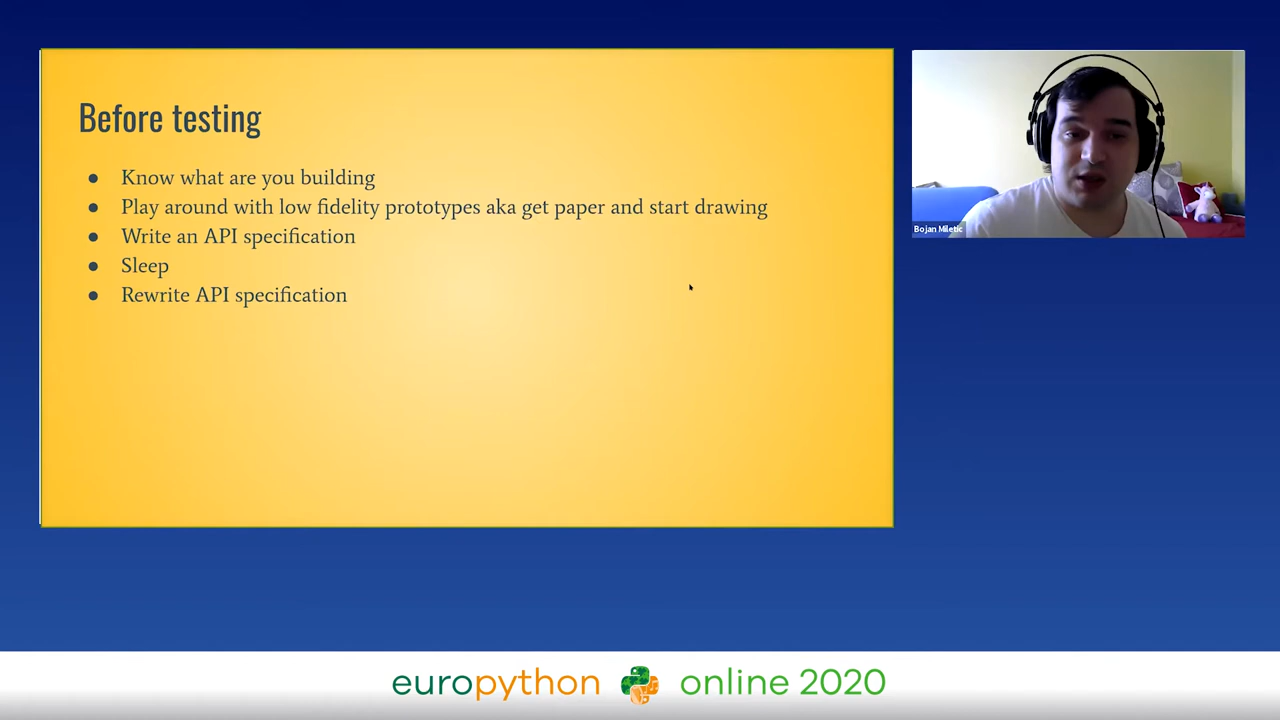 Before testing
● Know what are you building
● Play around with low fidelity prototypes aka get paper and start drawing
● Write an API specification
● Sleep
● Rewrite API specification
Bojan Miletic
europython online 2020